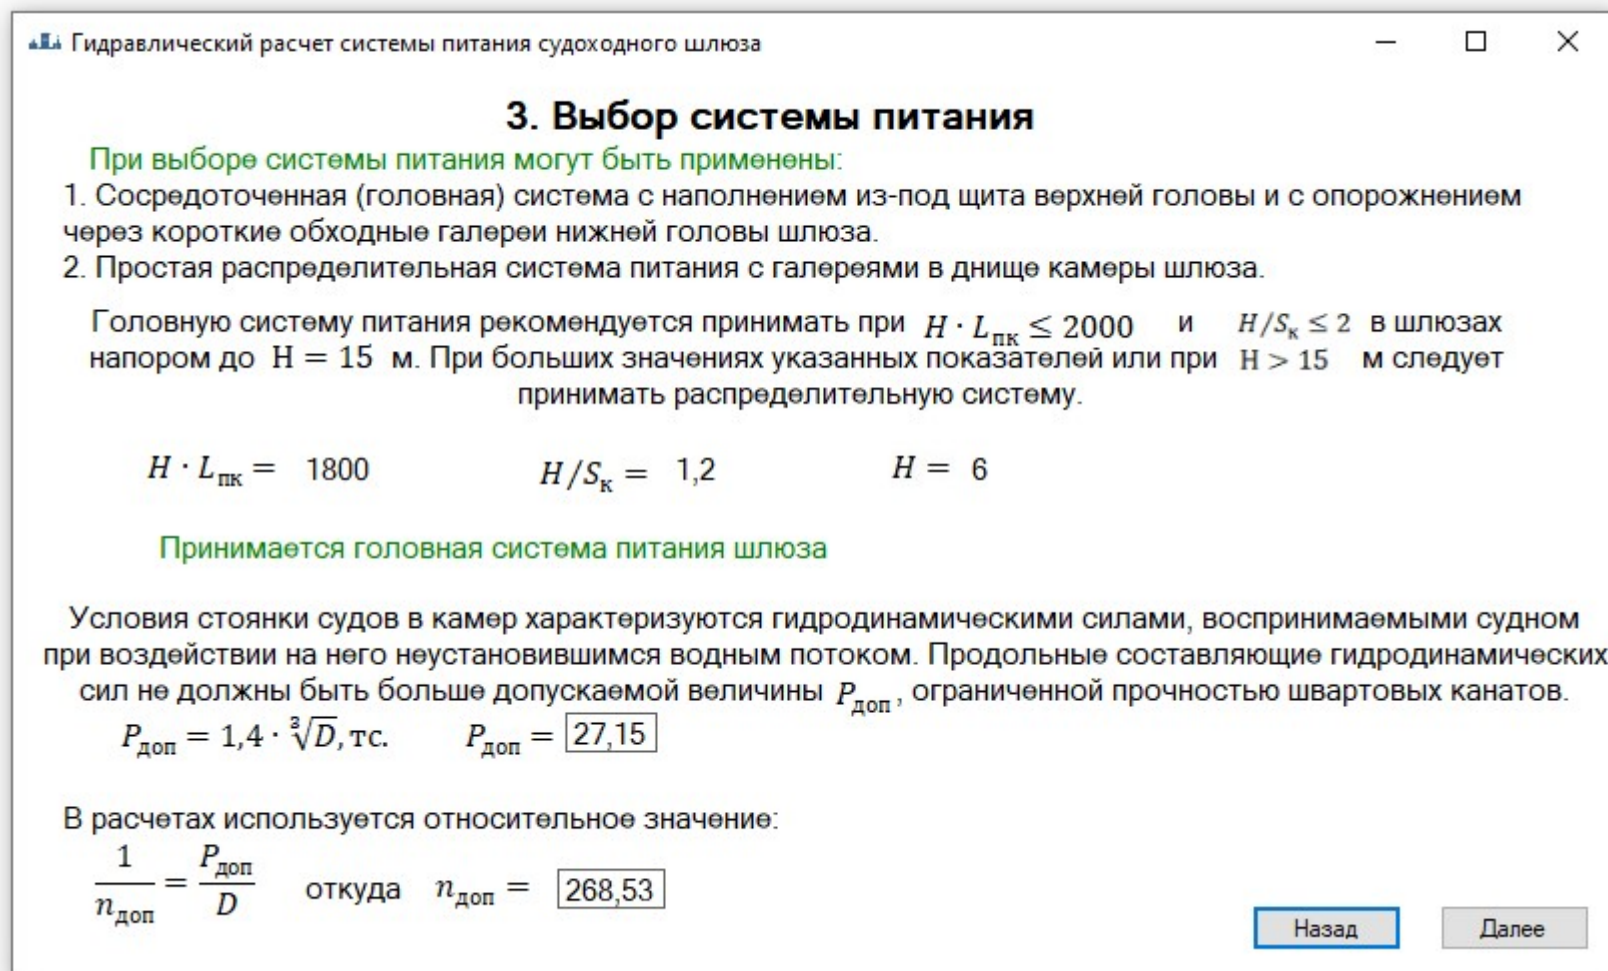 Гидравлический расчет системы питания судоходного шлюза
3. Выбор системы питания
При выборе системы питания могут быть применены:
1. Сосредоточенная (головная) система с наполнением из-под щита верхней головы и с опорожнением
через короткие обходные галереи нижней головы шлюза.
2. Простая распределительная система питания с галереями в днище камеры шлюза.
Головную систему питания рекомендуется принимать при H · Lпк ≤ 2000 и H/Sк ≤ 2 в шлюзах
напором до H = 15 м. При больших значениях указанных показателей или при H > 15 м следует
принимать распределительную систему.
H · Lпк = 1800 H/Sк = 1,2 H = 6
Принимается головная система питания шлюза
Условия стоянки судов в камер характеризуются гидродинамическими силами, воспринимаемыми судном
при воздействии на него неустановившимся водным потоком. Продольные составляющие гидродинамических
сил не должны быть больше допускаемой величины Pдоп, ограниченной прочностью швартовых канатов.
Pдоп = 1,4 · ∛D, тс. Pдоп = 27,15
В расчетах используется относительное значение:
1/nдоп = Pдоп/D откуда nдоп = 268,53
Назад Далее